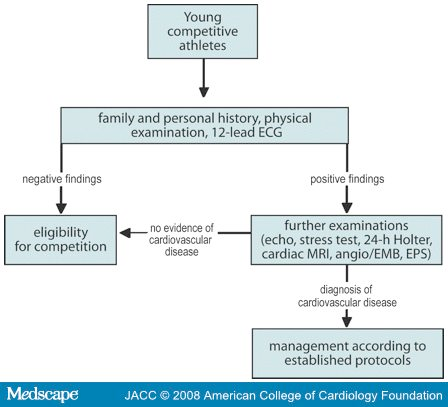 Young
competitive
athletes
family and personal history, physical
examination, 12-lead ECG
negative findings
positive findings
eligibility
for competition
no evidence of
cardiovascular
disease
further examinations
(echo, stress test, 24-h Holter,
cardiac MRI, angio/EMB, EPS)
diagnosis of
cardiovascular disease
management according to
established protocols
Medscape
JACC © 2008 American College of Cardiology Foundation